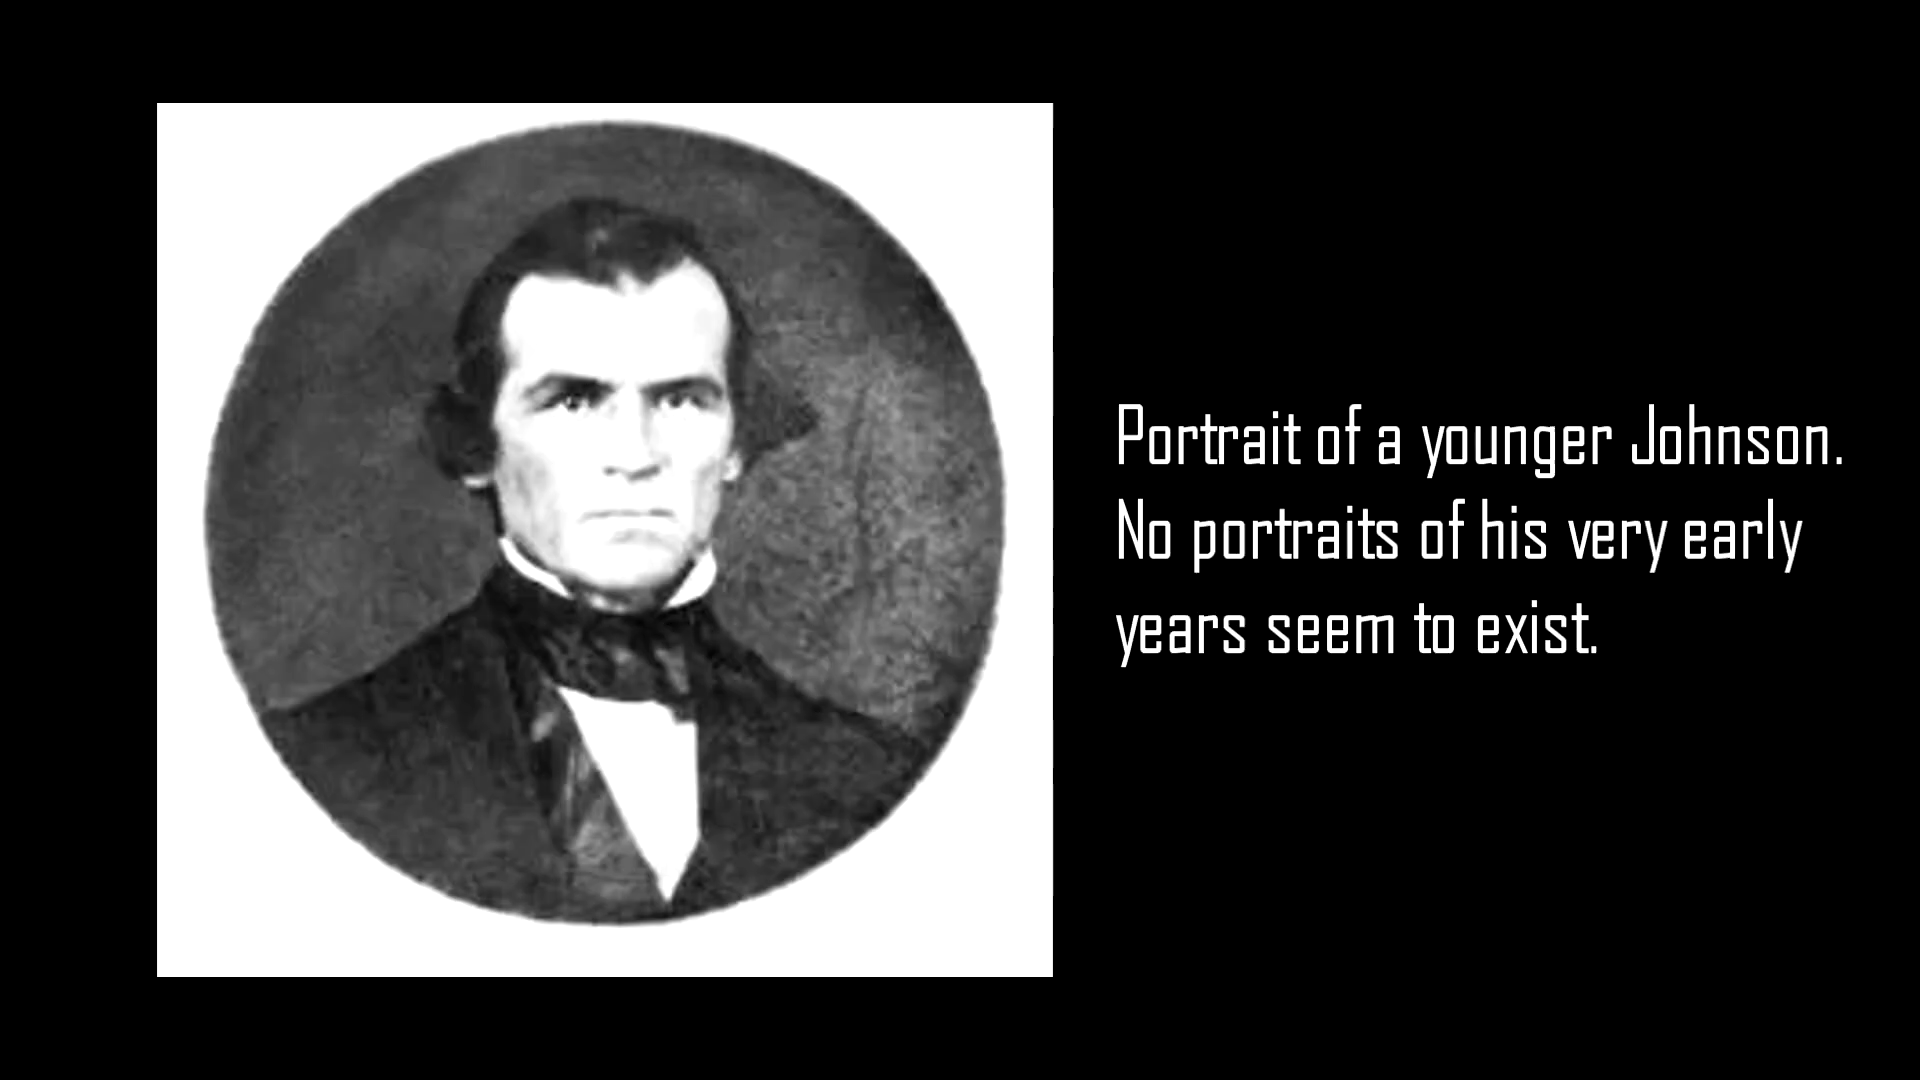 Portrait of a younger Johnson.
No portraits of his very early
years seem to exist.